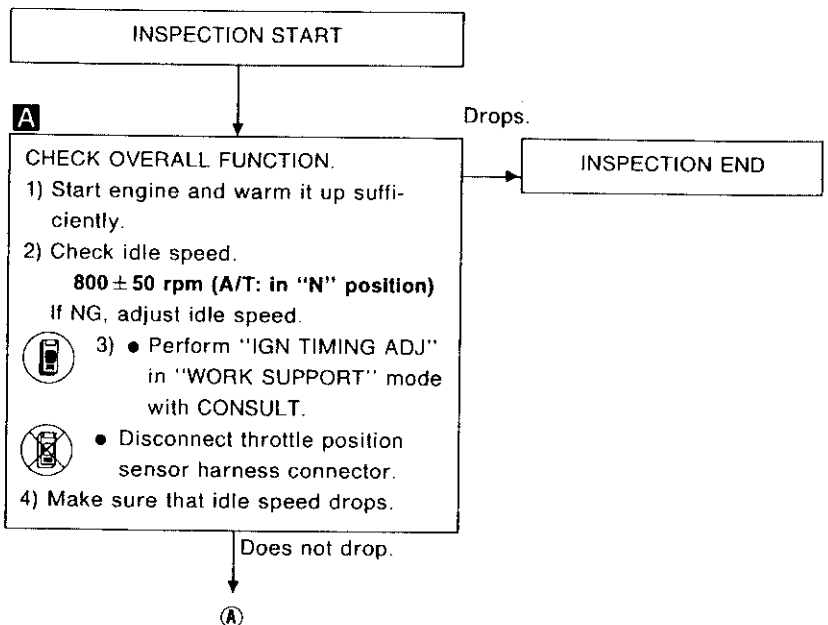 INSPECTION START
A
Drops.
CHECK OVERALL FUNCTION.
INSPECTION END
1) Start engine and warm it up suffi-
ciently.
2) Check idle speed.
800 ± 50 rpm (A/T: in “N” position)
If NG, adjust idle speed.
3) ● Perform ‘‘IGN TIMING ADJ’’
in ‘‘WORK SUPPORT’’ mode
with CONSULT.
● Disconnect throttle position
sensor harness connector.
4) Make sure that idle speed drops.
Does not drop.
Ⓐ